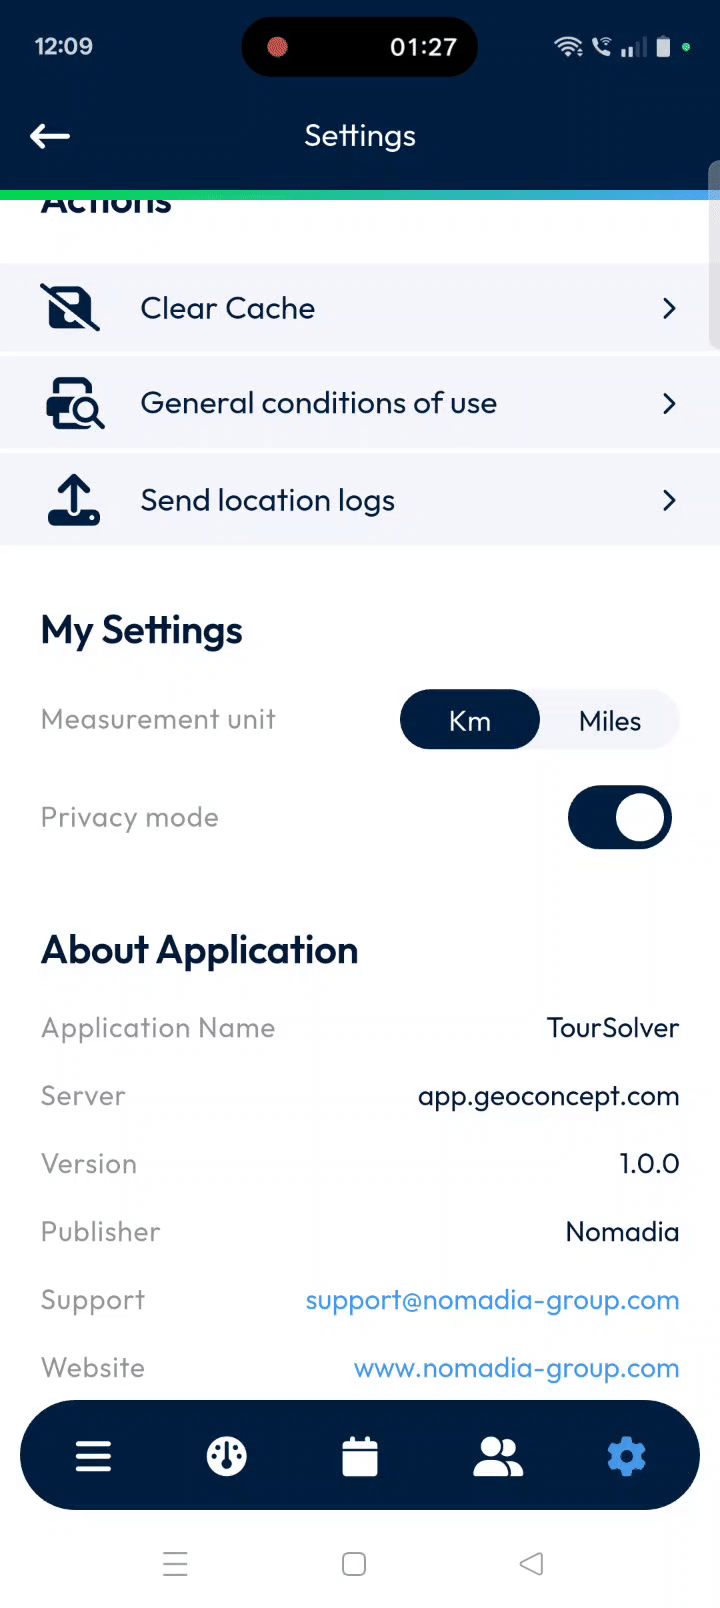 12:09
01:27
Settings
Actions
Clear Cache
General conditions of use
Send location logs
My Settings
Measurement unit
Km
Miles
Privacy mode
About Application
Application Name
TourSolver
Server
app.geoconcept.com
Version
1.0.0
Publisher
Nomadia
Support
support@nomadia-group.com
Website
www.nomadia-group.com